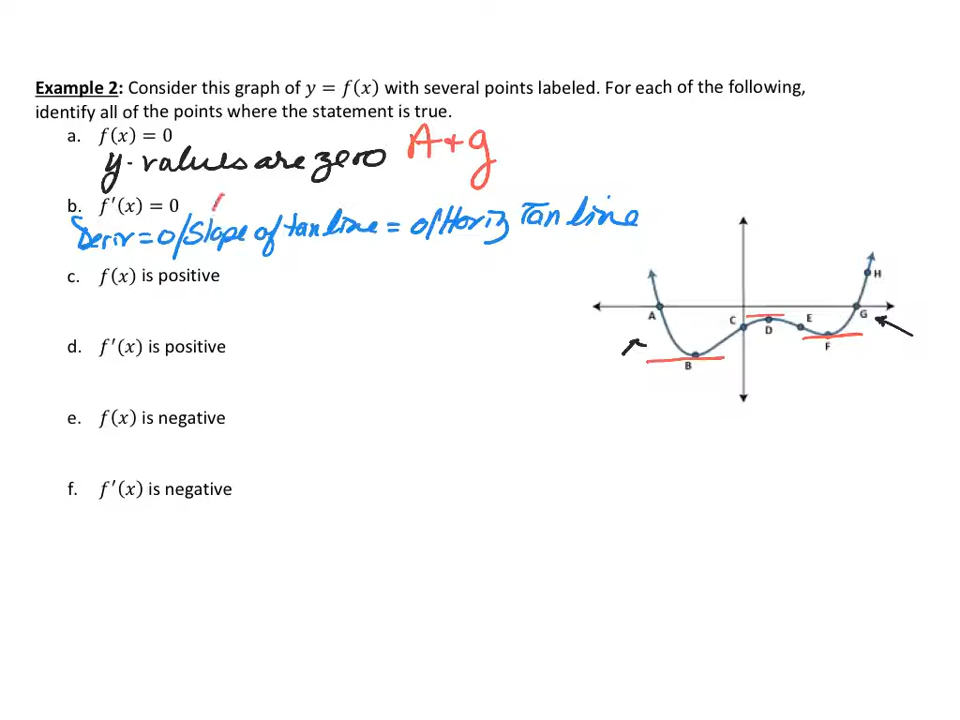 Example 2: Consider this graph of y = f(x) with several points labeled. For each of the following,
identify all of the points where the statement is true.
a. f(x) = 0
y-values are zero A+g
b. f'(x) = 0
Deriv = 0/Slope of tan line = 0/Horiz Tan line
c. f(x) is positive
d. f'(x) is positive
e. f(x) is negative
f. f'(x) is negative
H
A
C
D
E
G
F
B